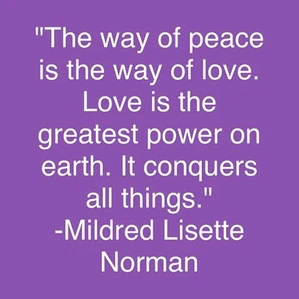 "The way of peace
is the way of love.
Love is the
greatest power on
earth. It conquers
all things."
-Mildred Lisette
Norman